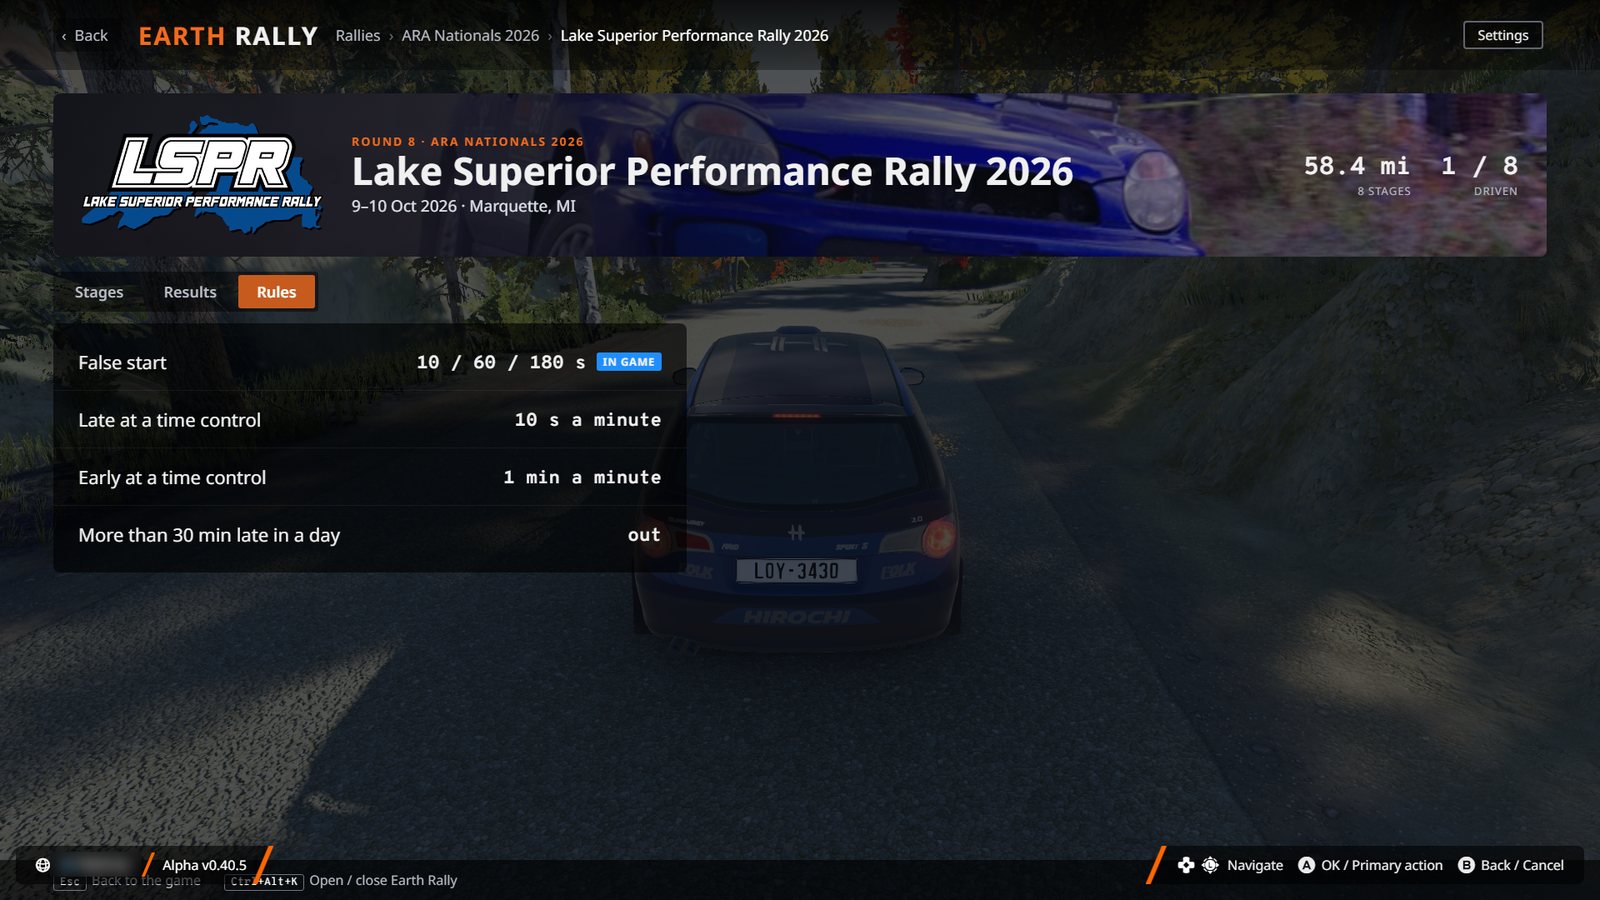 ‹ Back
EARTH RALLY
Rallies › ARA Nationals 2026 › Lake Superior Performance Rally 2026
Settings
LSPR
LAKE SUPERIOR PERFORMANCE RALLY
ROUND 8 · ARA NATIONALS 2026
Lake Superior Performance Rally 2026
9–10 Oct 2026 · Marquette, MI
58.4 mi
8 STAGES
1 / 8
DRIVEN
Stages
Results
Rules
False start
10 / 60 / 180 s
IN GAME
Late at a time control
10 s a minute
Early at a time control
1 min a minute
More than 30 min late in a day
out
2.0
LOY-3430
HIROCHI
Alpha v0.40.5
Navigate
A OK / Primary action
B Back / Cancel
Esc Back to the game
Ctrl+Alt+K Open / close Earth Rally